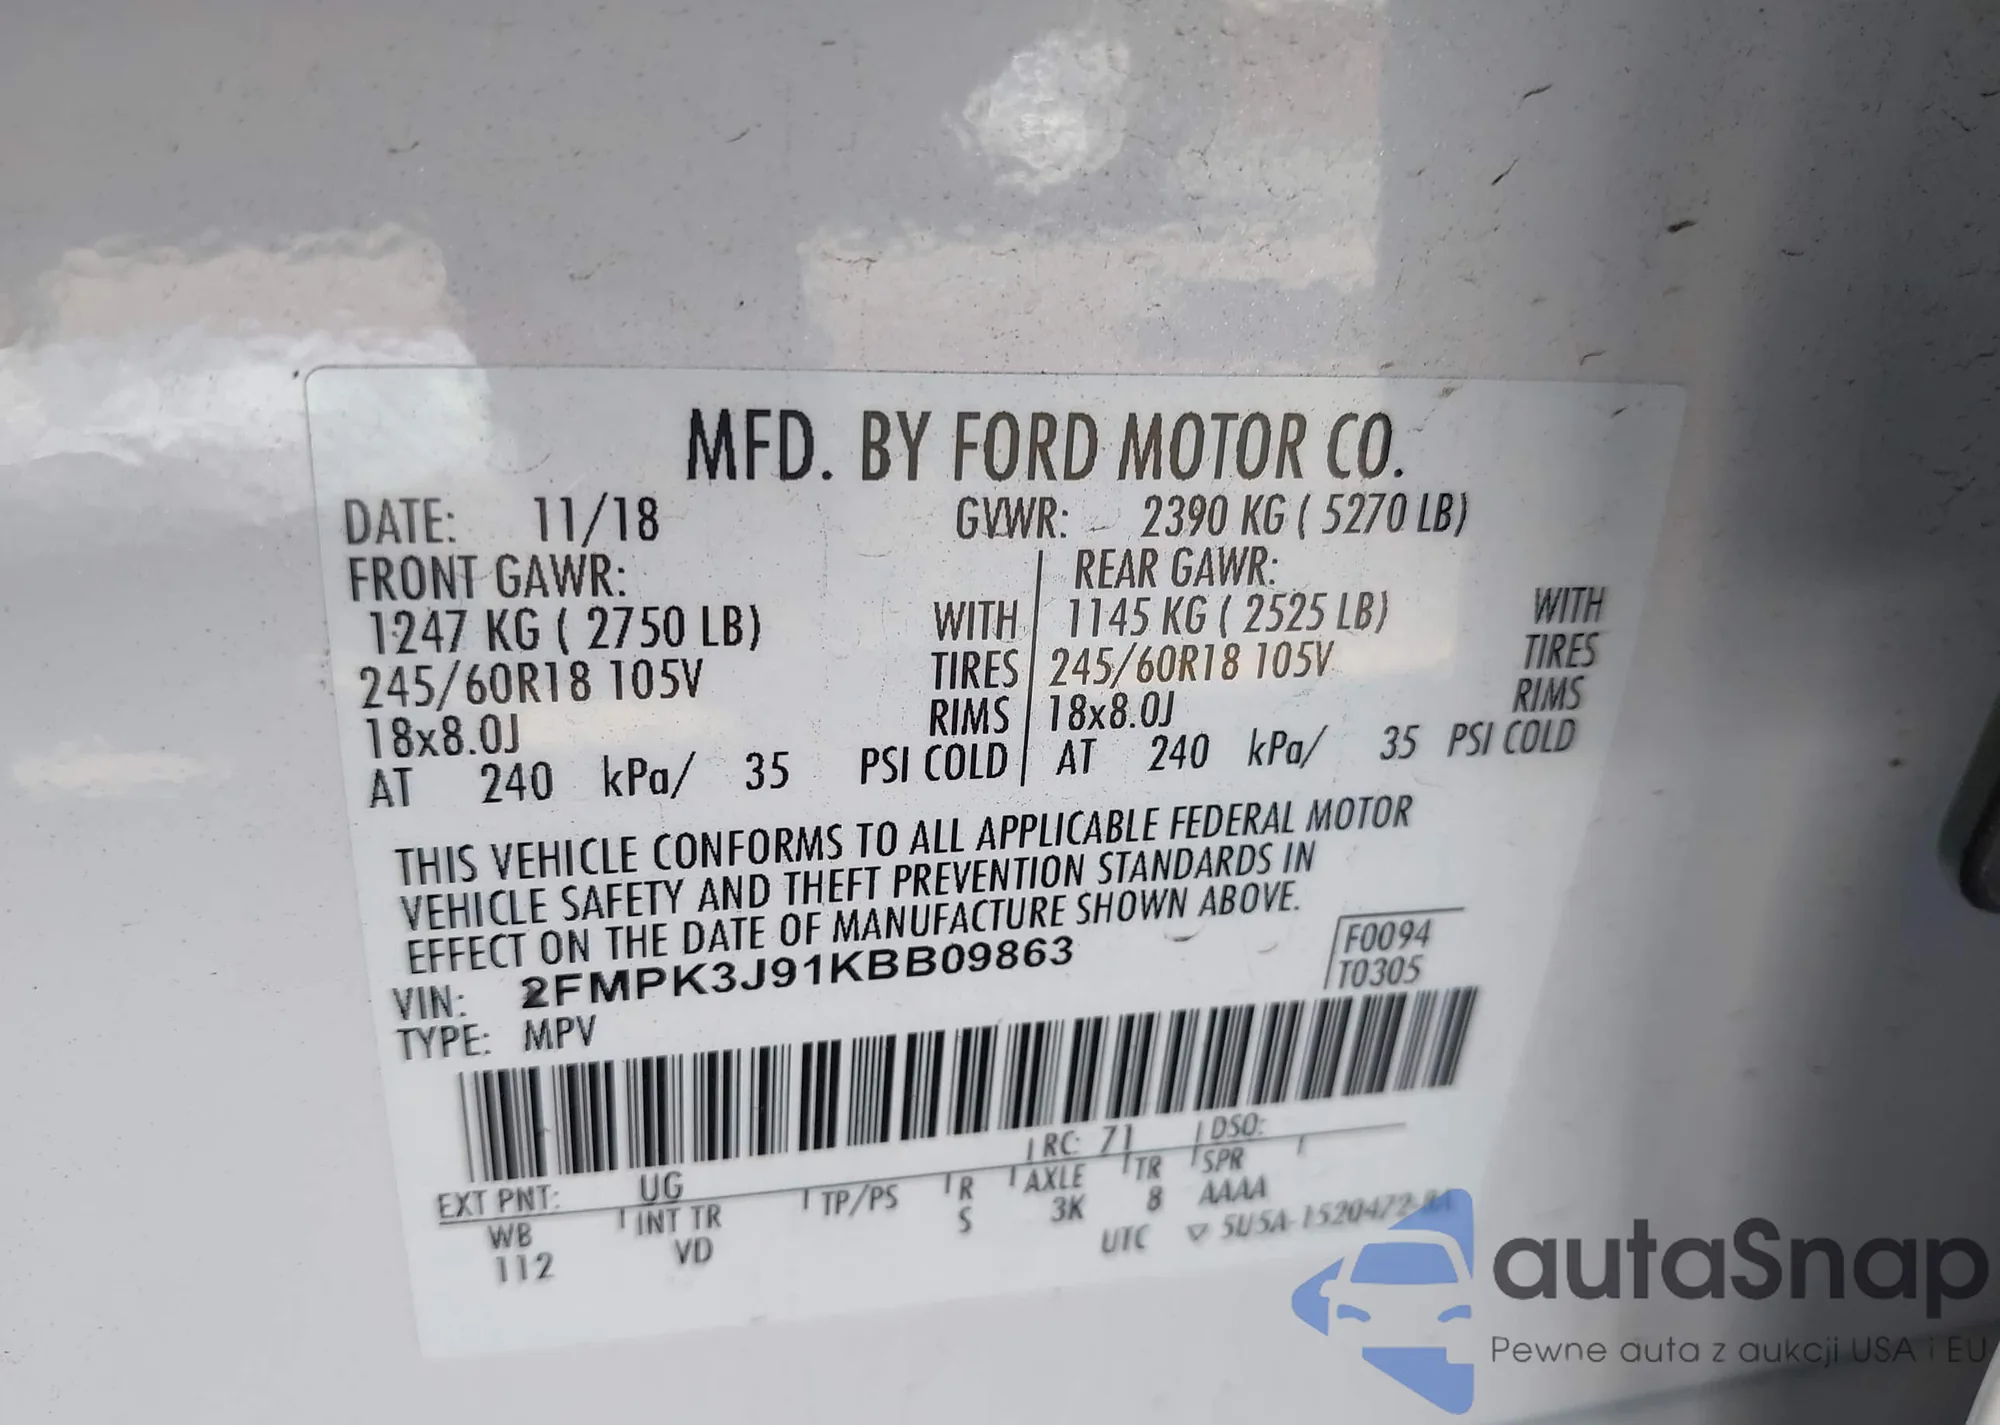 MFD. BY FORD MOTOR CO.
DATE: 11/18 GVWR: 2390 KG ( 5270 LB)
FRONT GAWR: REAR GAWR:
1247 KG ( 2750 LB) WITH 1145 KG ( 2525 LB) WITH
245/60R18 105V TIRES 245/60R18 105V TIRES
18x8.0J RIMS 18x8.0J RIMS
AT 240 kPa/ 35 PSI COLD AT 240 kPa/ 35 PSI COLD
THIS VEHICLE CONFORMS TO ALL APPLICABLE FEDERAL MOTOR
VEHICLE SAFETY AND THEFT PREVENTION STANDARDS IN
EFFECT ON THE DATE OF MANUFACTURE SHOWN ABOVE.
VIN: 2FMPK3J91KBB09863 F0094
TYPE: MPV T0305
EXT PNT: UG RC: 71 DSO:
WB INT TR TP/PS R AXLE TR SPR
112 VD S 3K 8 AAAA
UTC ▽
autaSnap
Pewne auta z aukcji USA i EU